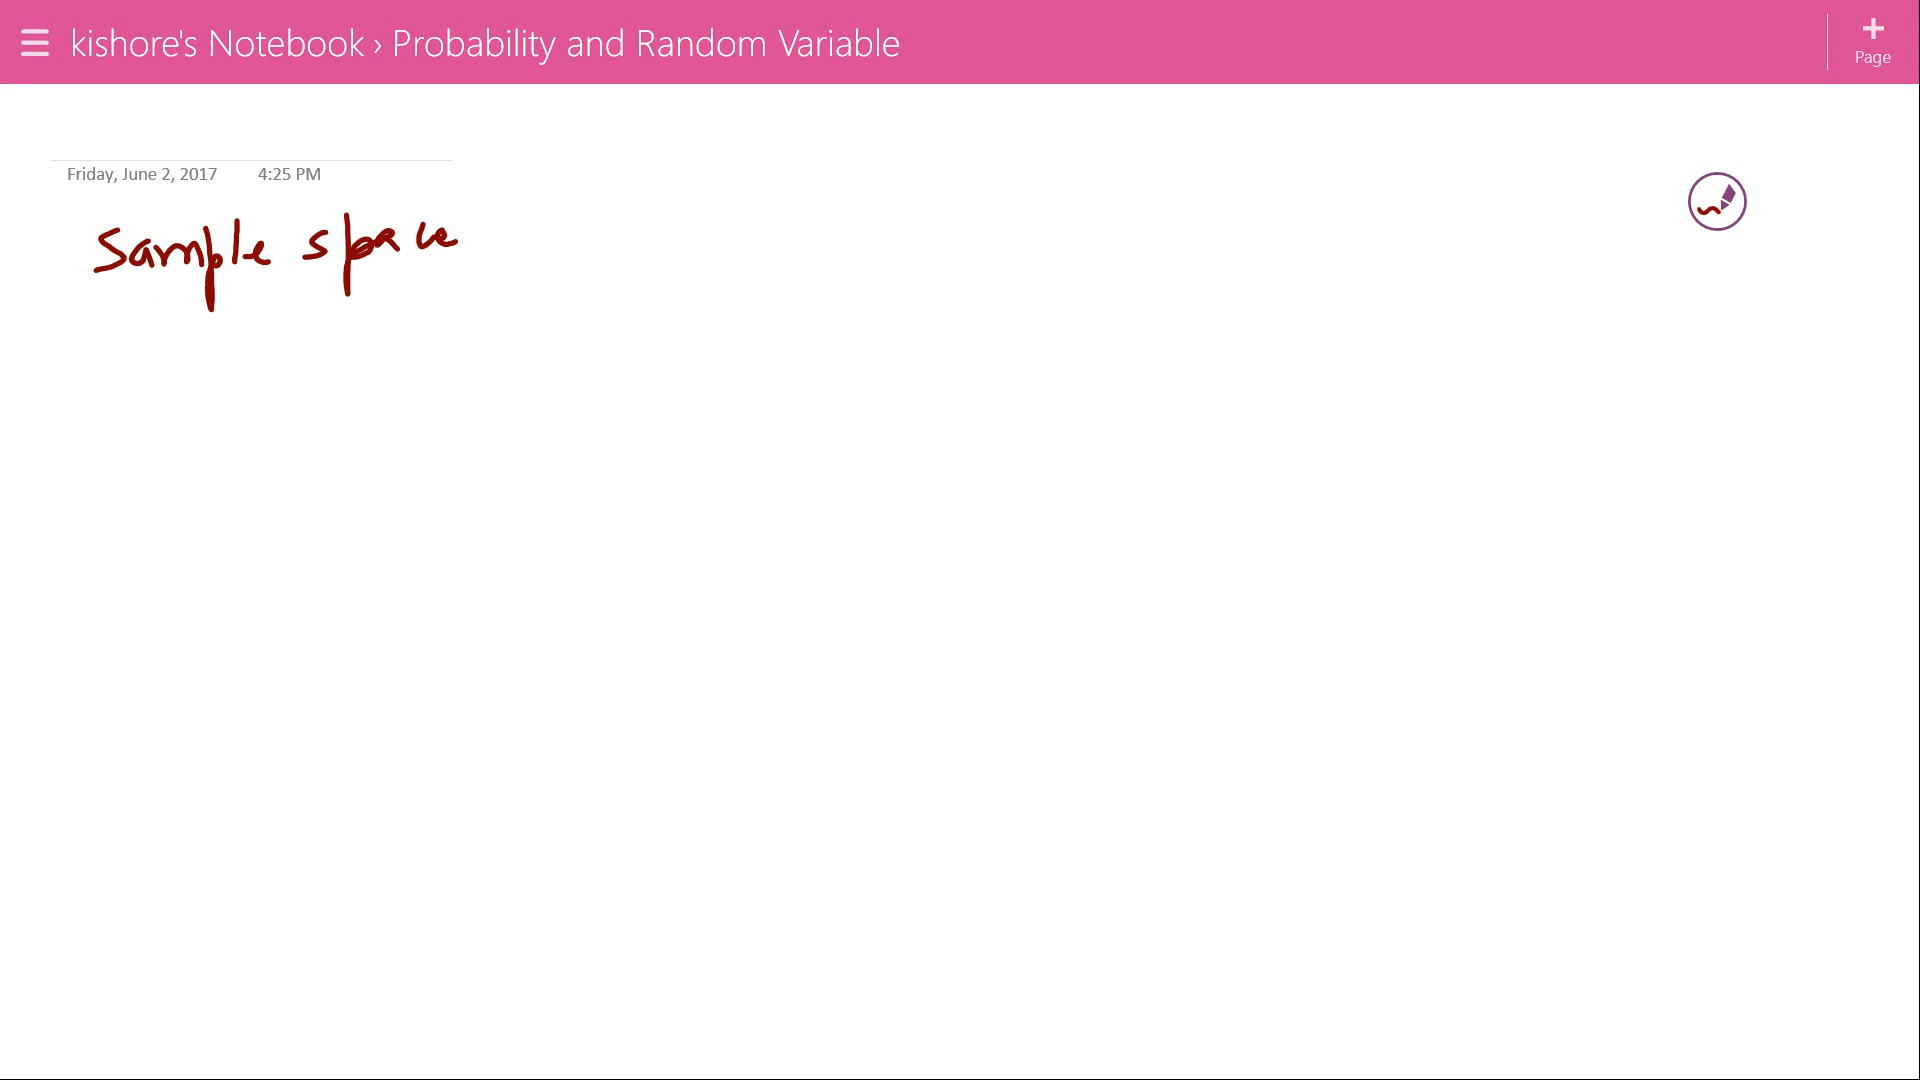 kishore's Notebook › Probability and Random Variable
Page
Friday, June 2, 2017 4:25 PM
Sample space